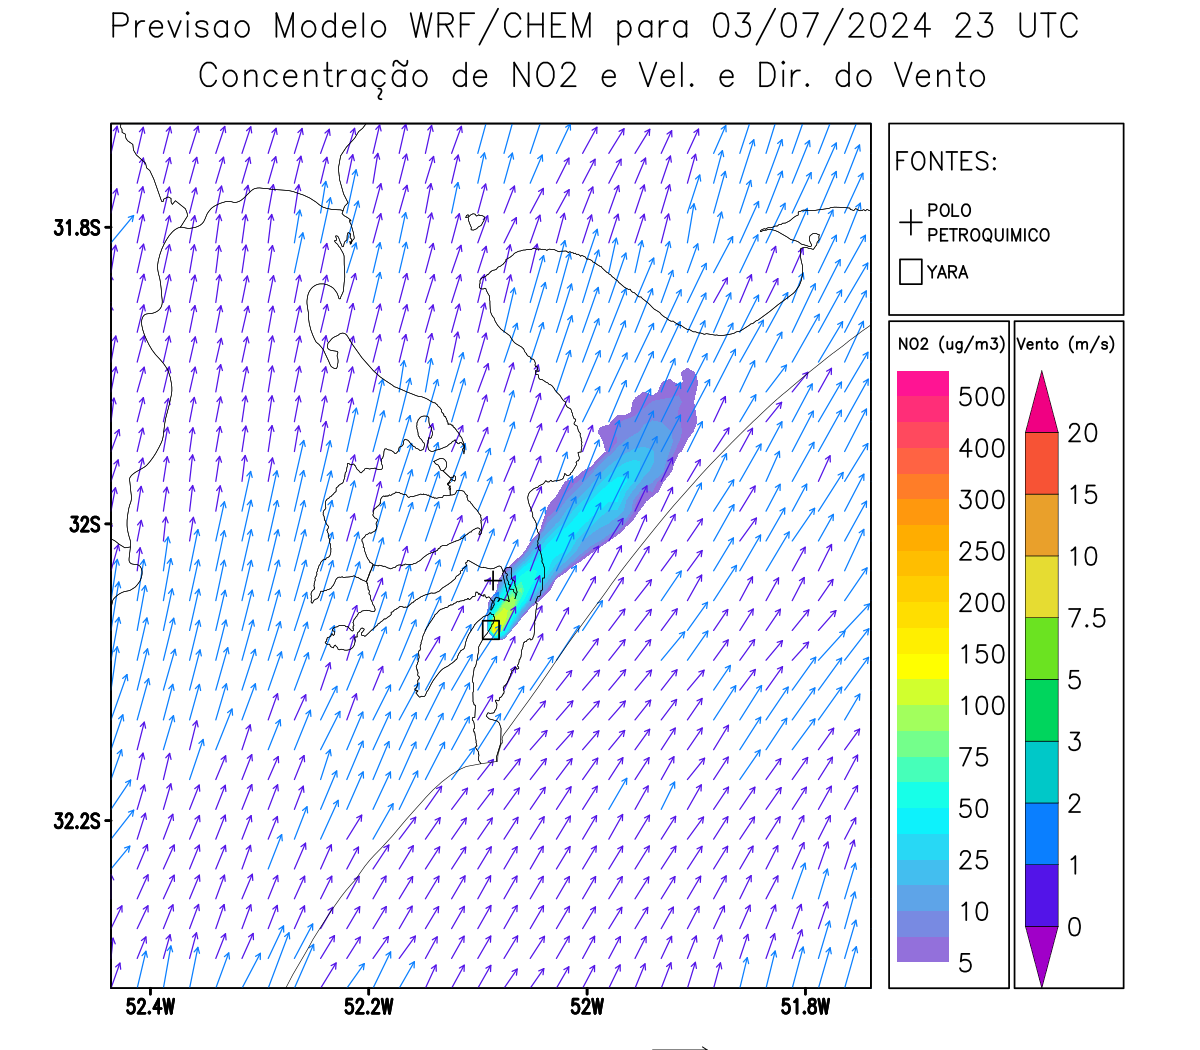 Previsao Modelo WRF/CHEM para 03/07/2024 23 UTC
Concentração de NO2 e Vel. e Dir. do Vento
FONTES:
POLO
PETROQUIMICO
YARA
NO2 (ug/m3)
500
400
300
250
200
150
100
75
50
25
10
5
Vento (m/s)
20
15
10
7.5
5
3
2
1
0
31.8S
32S
32.2S
52.4W
52.2W
52W
51.8W